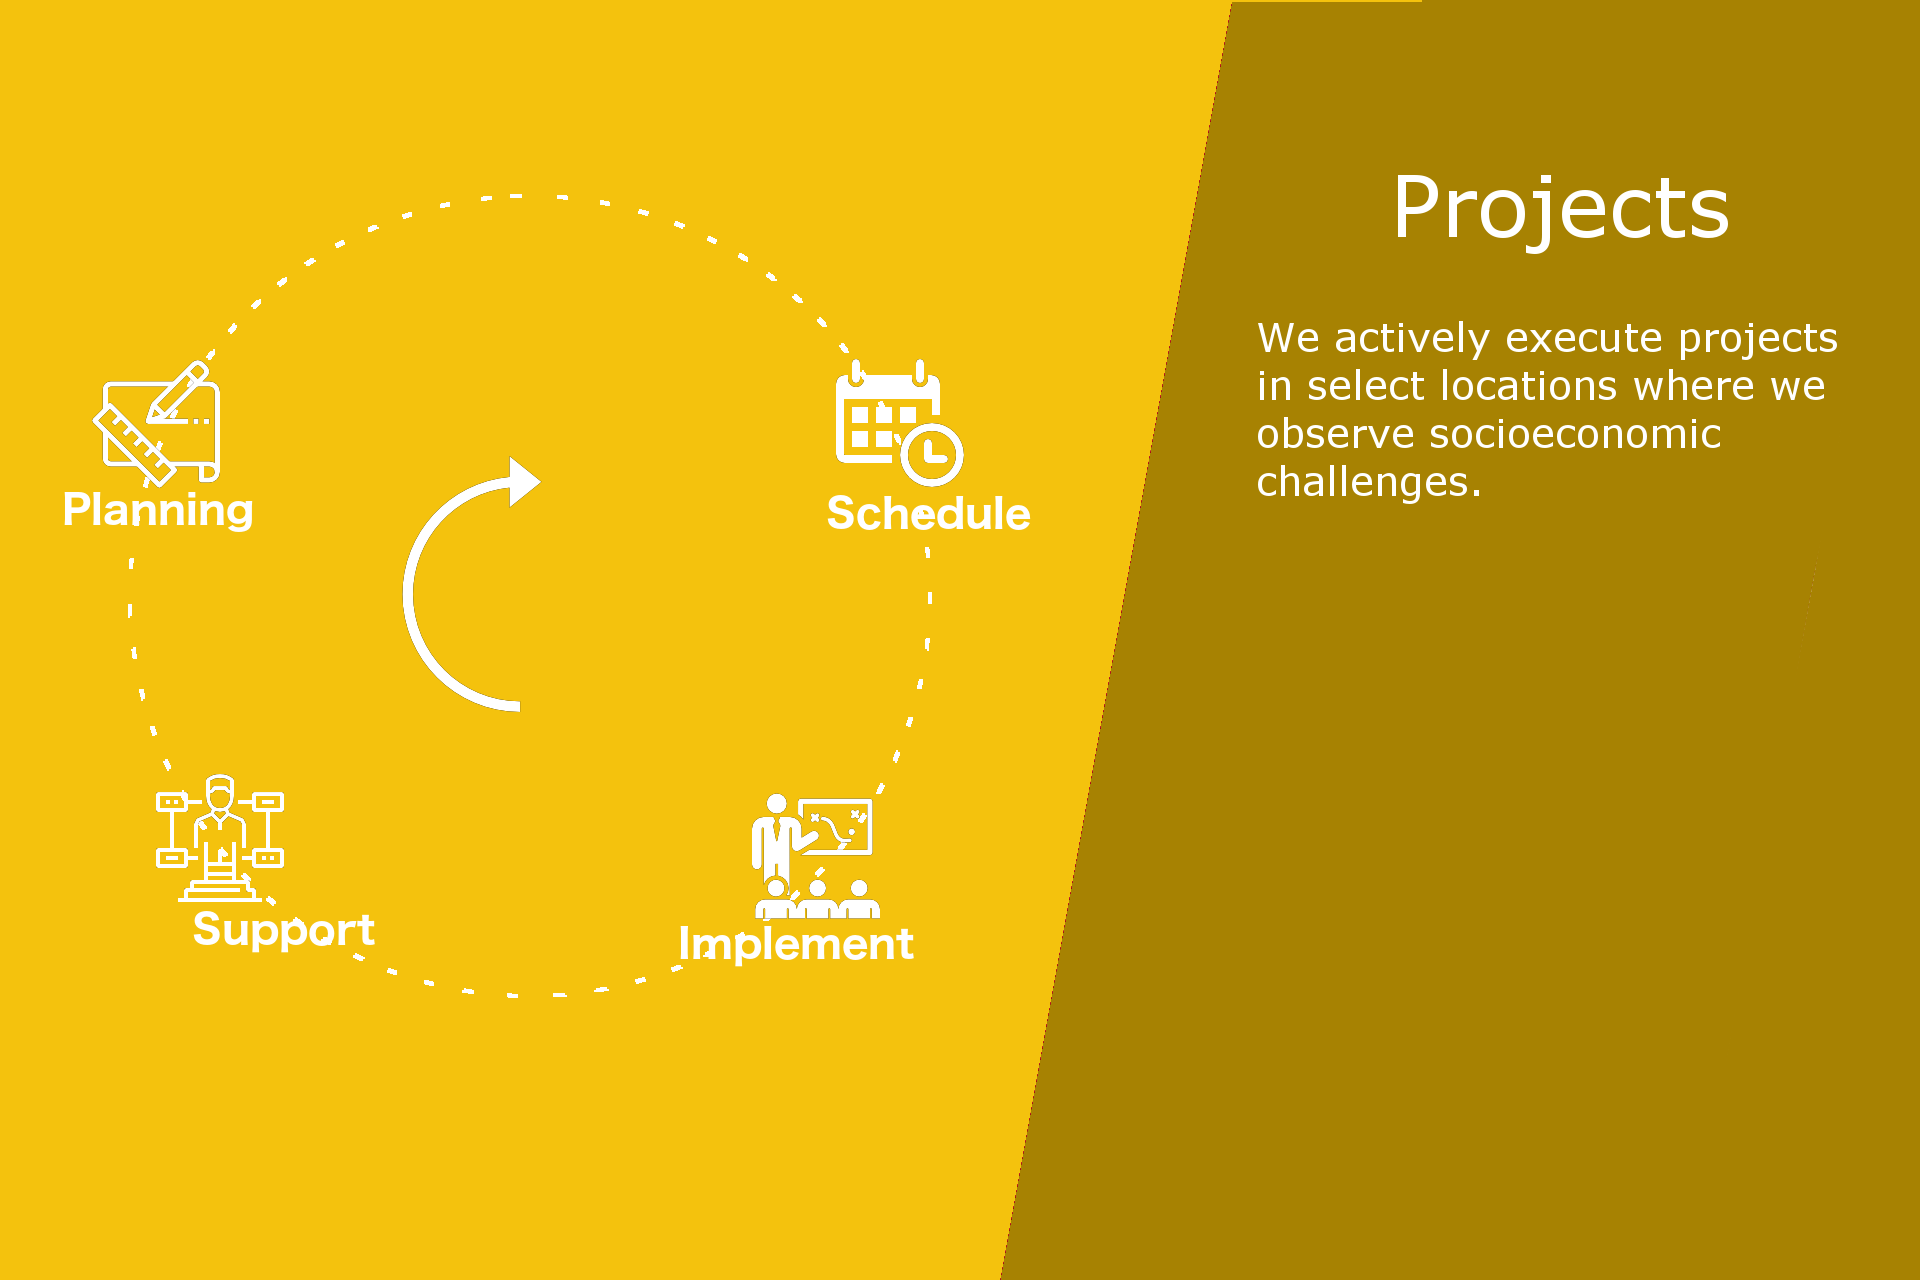 Planning
Schedule
Support
Implement
Projects
We actively execute projects
in select locations where we
observe socioeconomic
challenges.